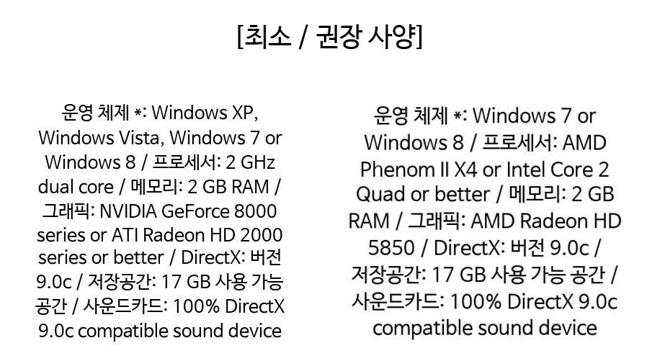 [최소 / 권장 사양]
운영 체제 *: Windows XP,
Windows Vista, Windows 7 or
Windows 8 / 프로세서: 2 GHz
dual core / 메모리: 2 GB RAM /
그래픽: NVIDIA GeForce 8000
series or ATI Radeon HD 2000
series or better / DirectX: 버전
9.0c / 저장공간: 17 GB 사용 가능
공간 / 사운드카드: 100% DirectX
9.0c compatible sound device
운영 체제 *: Windows 7 or
Windows 8 / 프로세서: AMD
Phenom II X4 or Intel Core 2
Quad or better / 메모리: 2 GB
RAM / 그래픽: AMD Radeon HD
5850 / DirectX: 버전 9.0c /
저장공간: 17 GB 사용 가능 공간 /
사운드카드: 100% DirectX 9.0c
compatible sound device